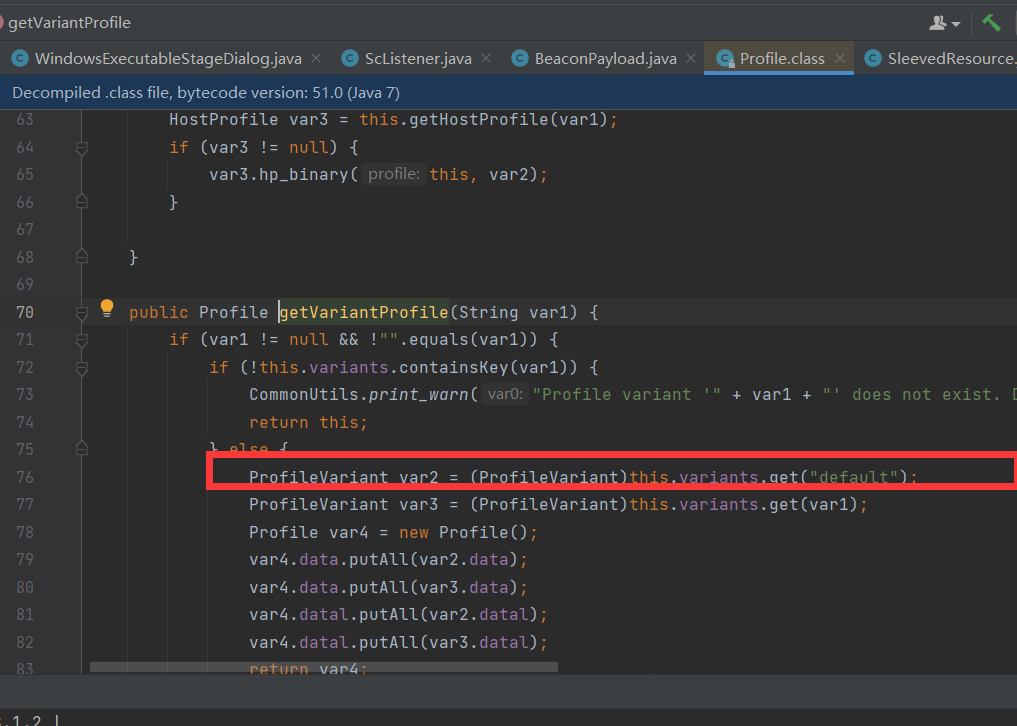 getVariantProfile
WindowsExecutableStageDialog.java ScListener.java BeaconPayload.java Profile.class SleevedResource.
Decompiled .class file, bytecode version: 51.0 (Java 7)
63 HostProfile var3 = this.getHostProfile(var1);
64 if (var3 != null) {
65 var3.hp_binary( profile: this, var2);
66 }
67
68 }
69
70 public Profile getVariantProfile(String var1) {
71 if (var1 != null && !"".equals(var1)) {
72 if (!this.variants.containsKey(var1)) {
73 CommonUtils.print_warn( var0: "Profile variant '" + var1 + "' does not exist.
74 return this;
75 } else {
76 ProfileVariant var2 = (ProfileVariant)this.variants.get("default");
77 ProfileVariant var3 = (ProfileVariant)this.variants.get(var1);
78 Profile var4 = new Profile();
79 var4.data.putAll(var2.data);
80 var4.data.putAll(var3.data);
81 var4.datal.putAll(var2.datal);
82 var4.datal.putAll(var3.datal);
83 return var4;
.1.2